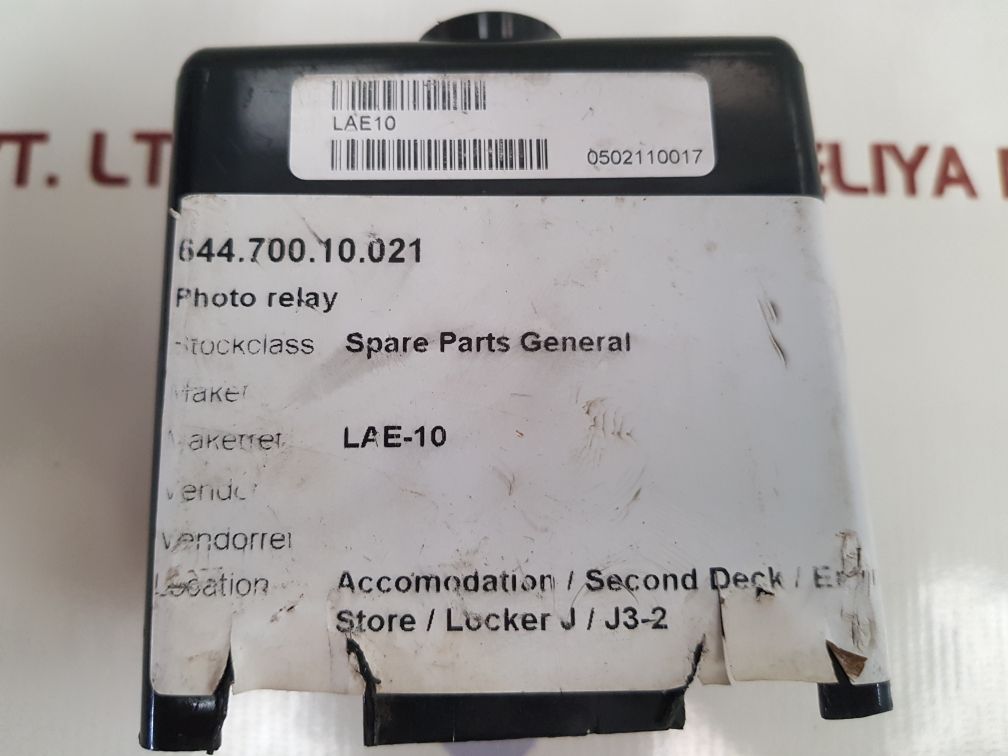 LAE10
0502110017
644.700.10.021
Photo relay
Stockclass Spare Parts General
Maker
Makerref LAE-10
Vendor
Vendorref
Location Accomodation / Second Deck /
Store / Locker J / J3-2
T. LT
ELIYA